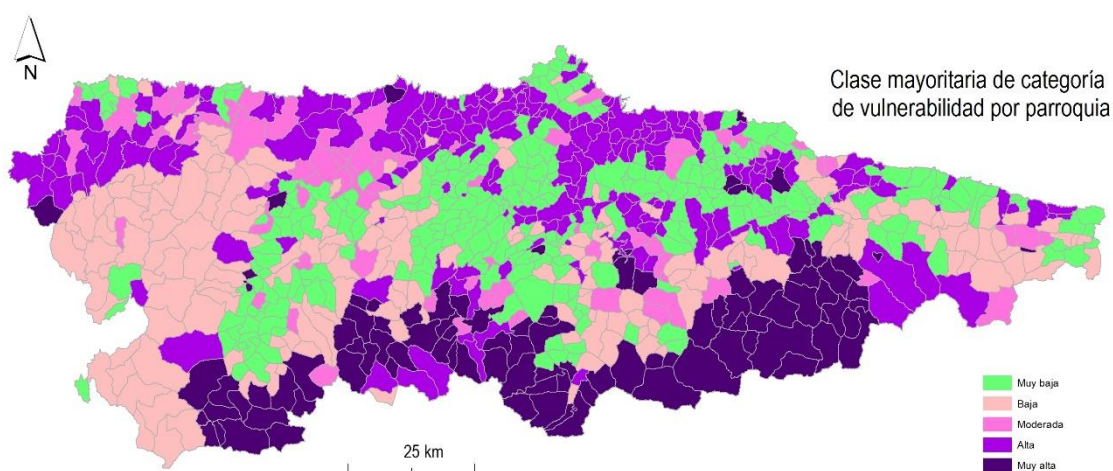 N
Clase mayoritaria de categoría
de vulnerabilidad por parroquia
Muy baja
Baja
Moderada
Alta
Muy alta
25 km